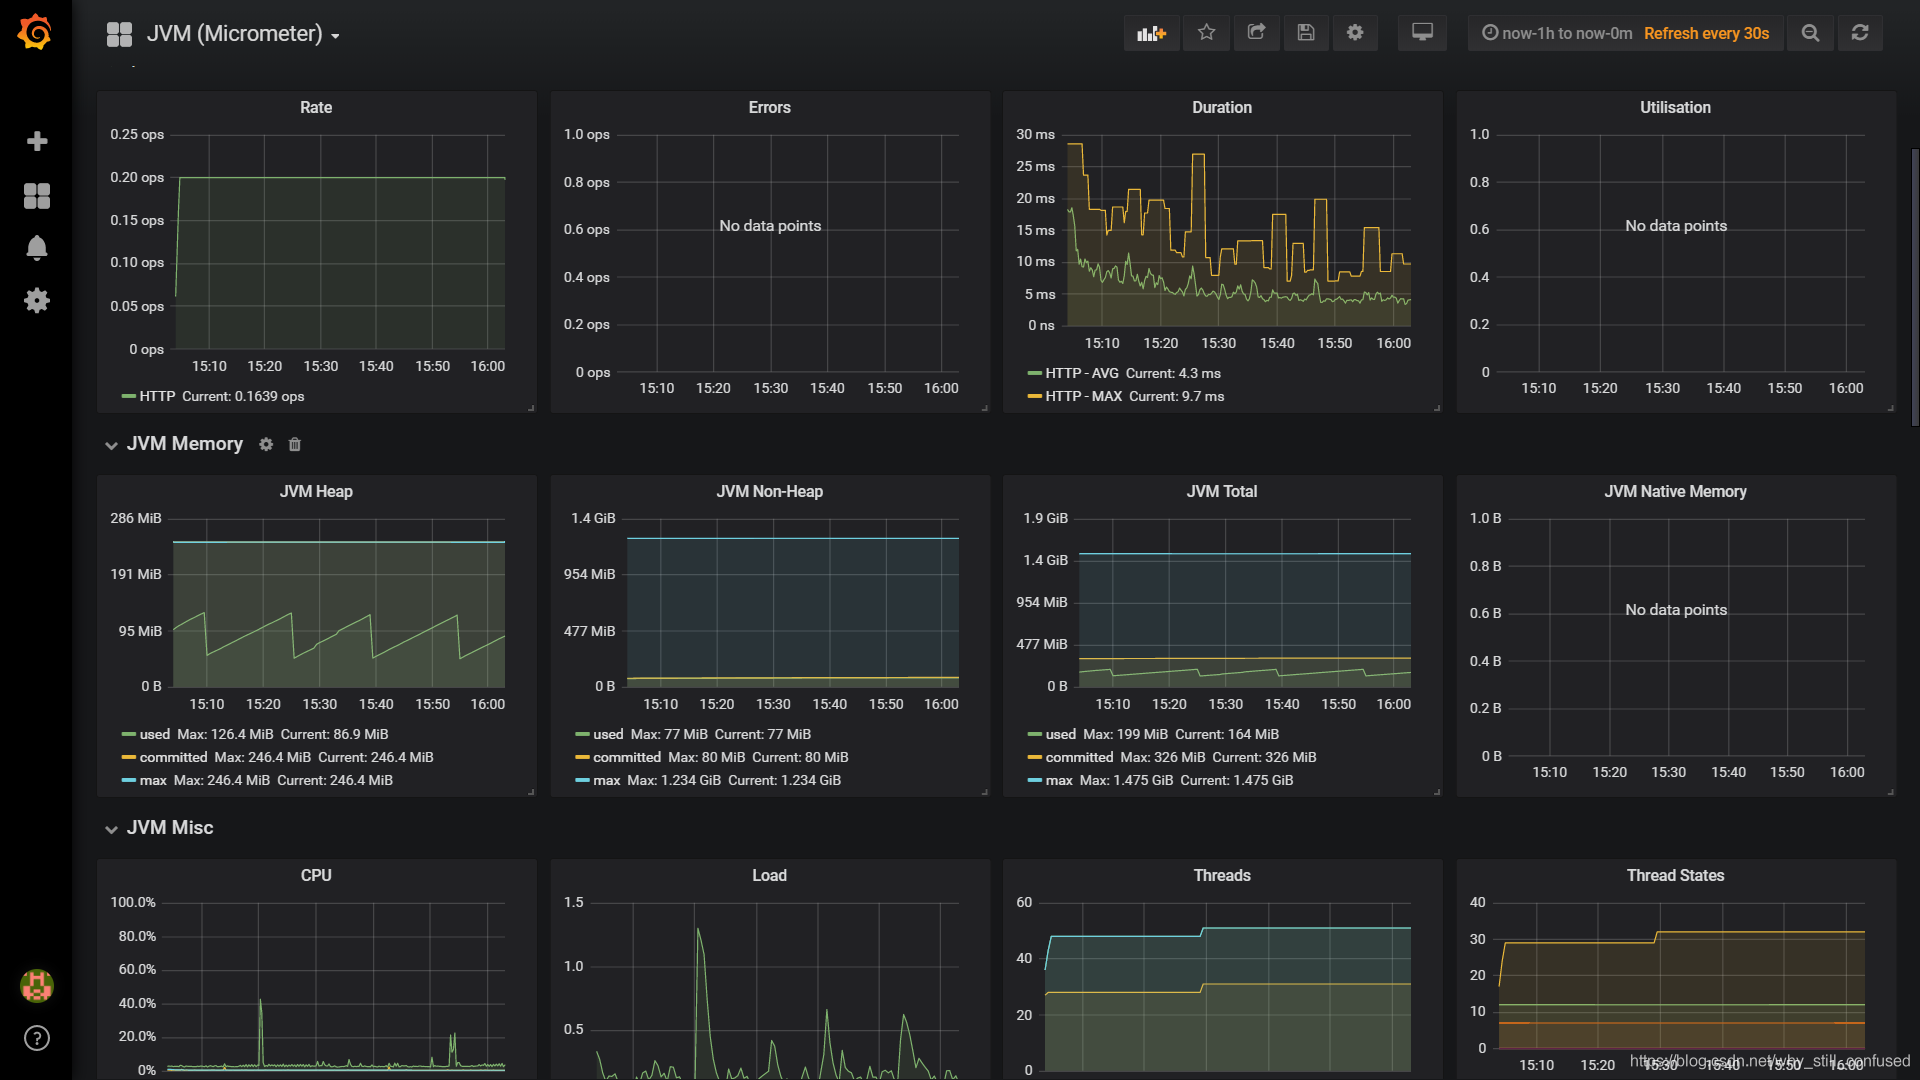 JVM (Micrometer)
now-1h to now-0m Refresh every 30s
Rate
0.25 ops
0.20 ops
0.15 ops
0.10 ops
0.05 ops
0 ops
15:10 15:20 15:30 15:40 15:50 16:00
HTTP Current: 0.1639 ops
Errors
1.0 ops
0.8 ops
0.6 ops
0.4 ops
0.2 ops
0 ops
No data points
15:10 15:20 15:30 15:40 15:50 16:00
Duration
30 ms
25 ms
20 ms
15 ms
10 ms
5 ms
0 ns
15:10 15:20 15:30 15:40 15:50 16:00
HTTP - AVG Current: 4.3 ms
HTTP - MAX Current: 9.7 ms
Utilisation
1.0
0.8
0.6
0.4
0.2
0
No data points
15:10 15:20 15:30 15:40 15:50 16:00
JVM Memory
JVM Heap
286 MiB
191 MiB
95 MiB
0 B
15:10 15:20 15:30 15:40 15:50 16:00
used Max: 126.4 MiB Current: 86.9 MiB
committed Max: 246.4 MiB Current: 246.4 MiB
max Max: 246.4 MiB Current: 246.4 MiB
JVM Non-Heap
1.4 GiB
954 MiB
477 MiB
0 B
15:10 15:20 15:30 15:40 15:50 16:00
used Max: 77 MiB Current: 77 MiB
committed Max: 80 MiB Current: 80 MiB
max Max: 1.234 GiB Current: 1.234 GiB
JVM Total
1.9 GiB
1.4 GiB
954 MiB
477 MiB
0 B
15:10 15:20 15:30 15:40 15:50 16:00
used Max: 199 MiB Current: 164 MiB
committed Max: 326 MiB Current: 326 MiB
max Max: 1.475 GiB Current: 1.475 GiB
JVM Native Memory
1.0 B
0.8 B
0.6 B
0.4 B
0.2 B
0 B
No data points
15:10 15:20 15:30 15:40 15:50 16:00
JVM Misc
CPU
100.0%
80.0%
60.0%
40.0%
20.0%
0%
Load
1.5
1.0
0.5
Threads
60
40
20
0
Thread States
40
30
20
10
0
15:10 15:20 15:30 15:40 15:50 16:00
https://blog.csdn.net/why_still_confused